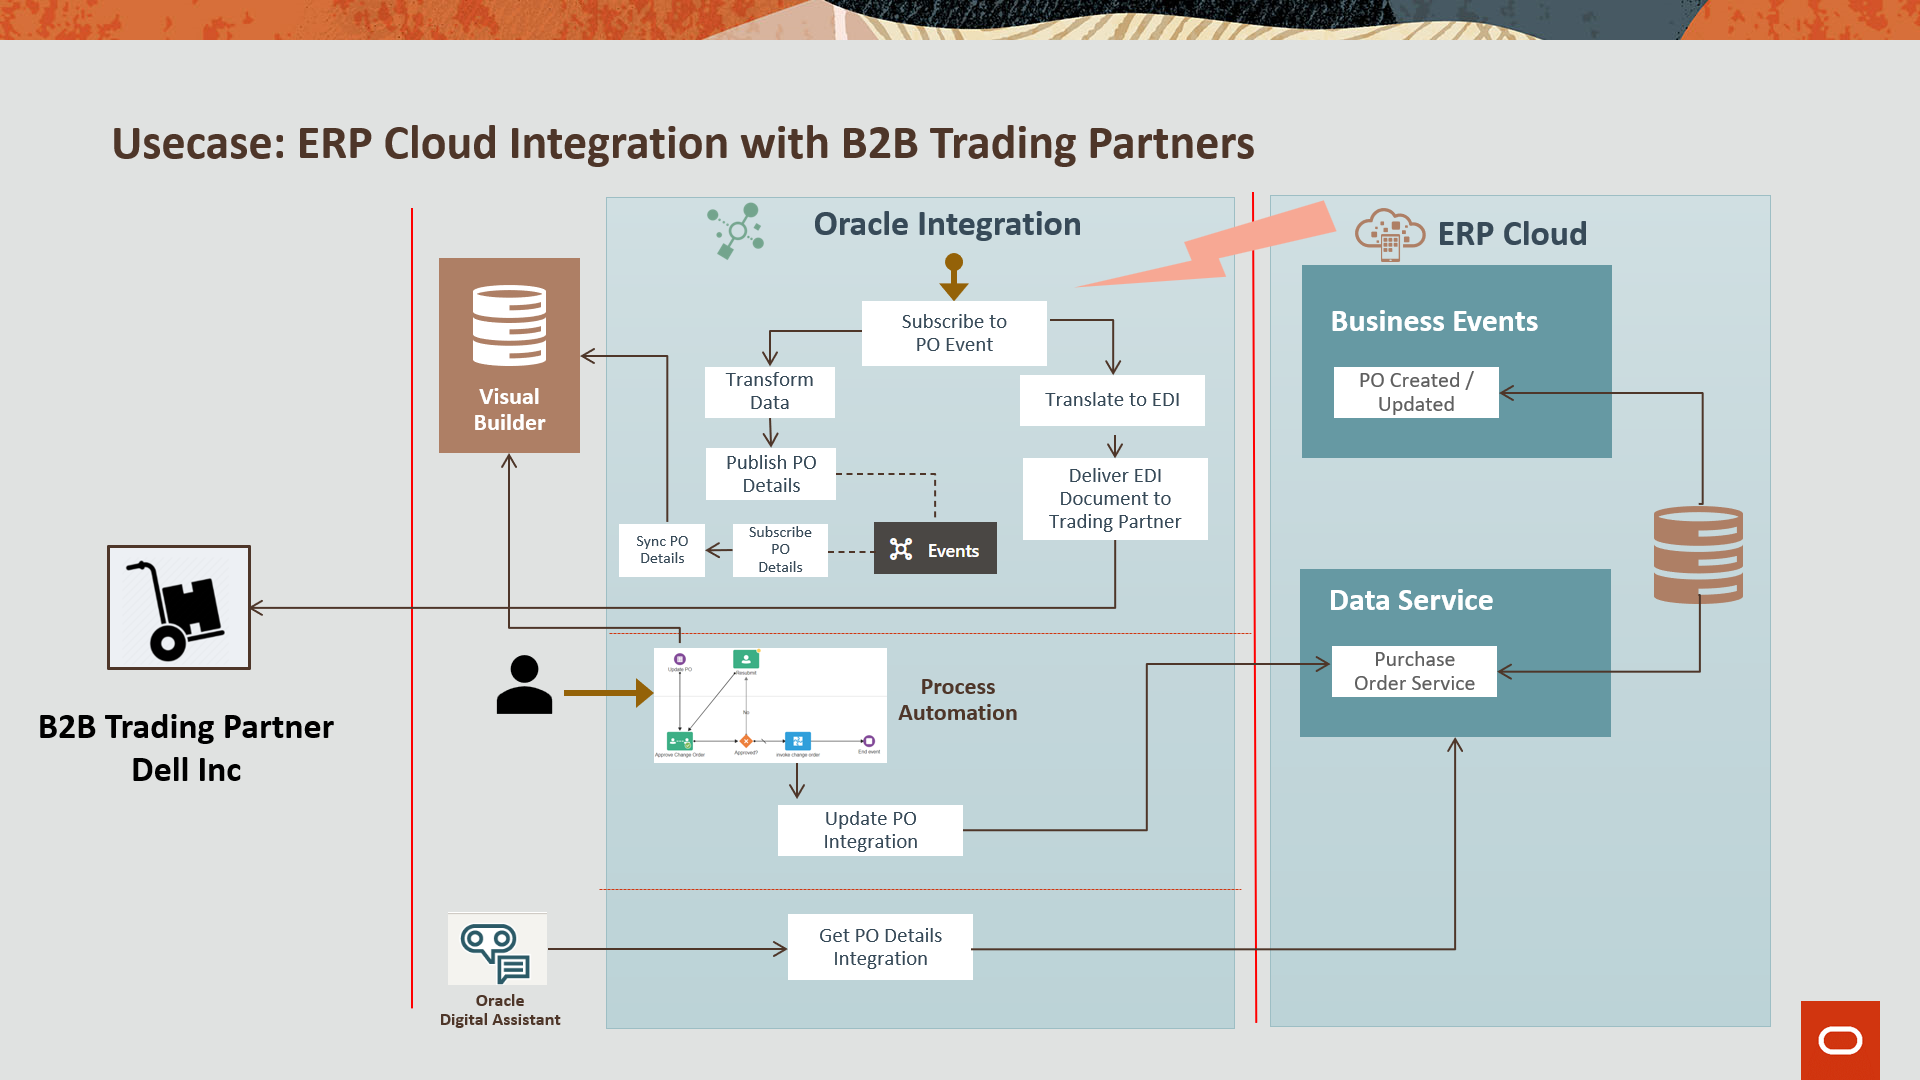 Usecase: ERP Cloud Integration with B2B Trading Partners
Oracle Integration
ERP Cloud
Visual
Builder
Subscribe to
PO Event
Transform
Data
Translate to EDI
Publish PO
Details
Deliver EDI
Document to
Trading Partner
Sync PO
Details
Subscribe
PO
Details
Events
Business Events
PO Created /
Updated
Data Service
Purchase
Order Service
B2B Trading Partner
Dell Inc
Update PO
Resubmit
No
Approve Change Order
Approved?
invoke change order
End event
Process
Automation
Update PO
Integration
Get PO Details
Integration
Oracle
Digital Assistant